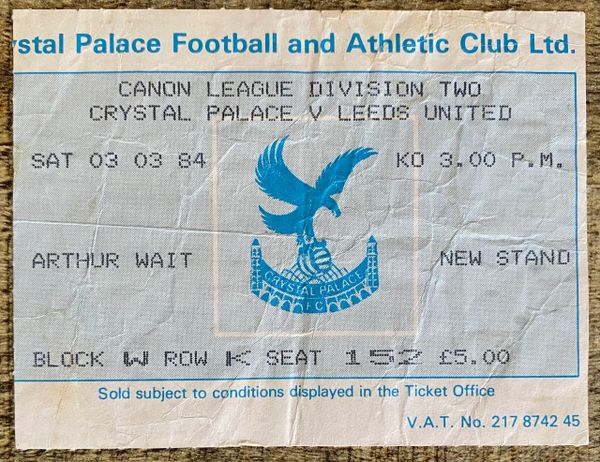 ystal Palace Football and Athletic Club Ltd.
CANON LEAGUE DIVISION TWO
CRYSTAL PALACE V LEEDS UNITED
SAT 03 03 84 KO 3.00 P.M.
ARTHUR WAIT NEW STAND
CRYSTAL PALACE
F.C
BLOCK W ROW K SEAT 152 £5.00
Sold subject to conditions displayed in the Ticket Office
V.A.T. No. 217 8742 45